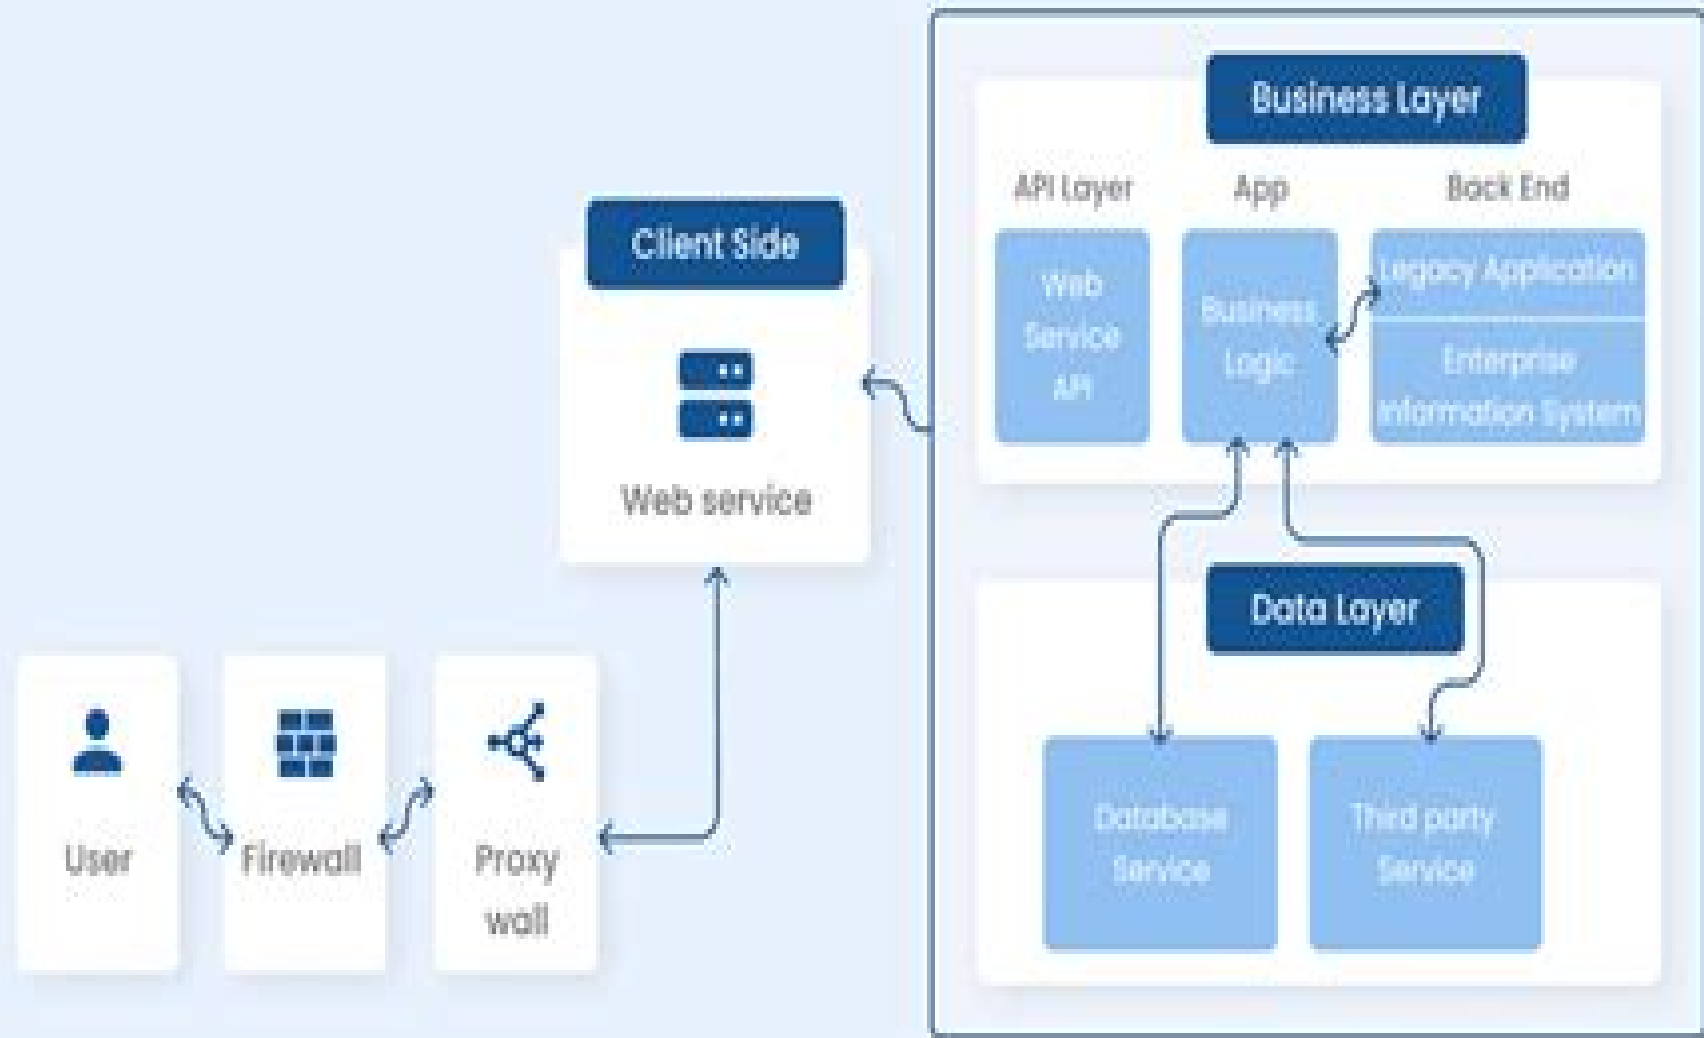 Business Layer
API Layer
App
Back End
Web
Service
API
Business
Logic
Legacy Application
Enterprise
Information System
Client Side
Web service
Data Layer
Database
Service
Third party
Service
User
Firewall
Proxy
wall